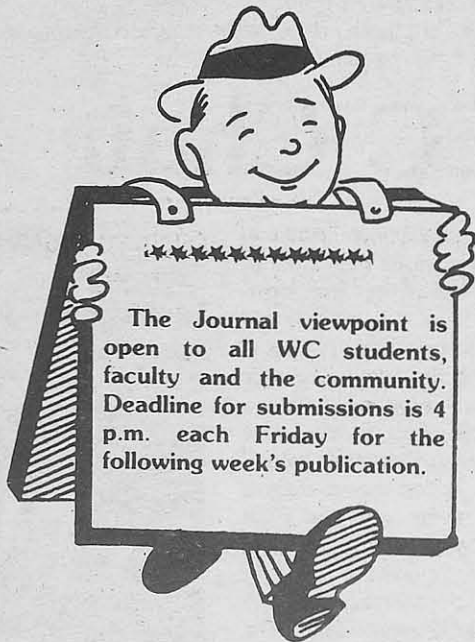 The Journal viewpoint is
open to all WC students,
faculty and the community.
Deadline for submissions is 4
p.m. each Friday for the
following week's publication.